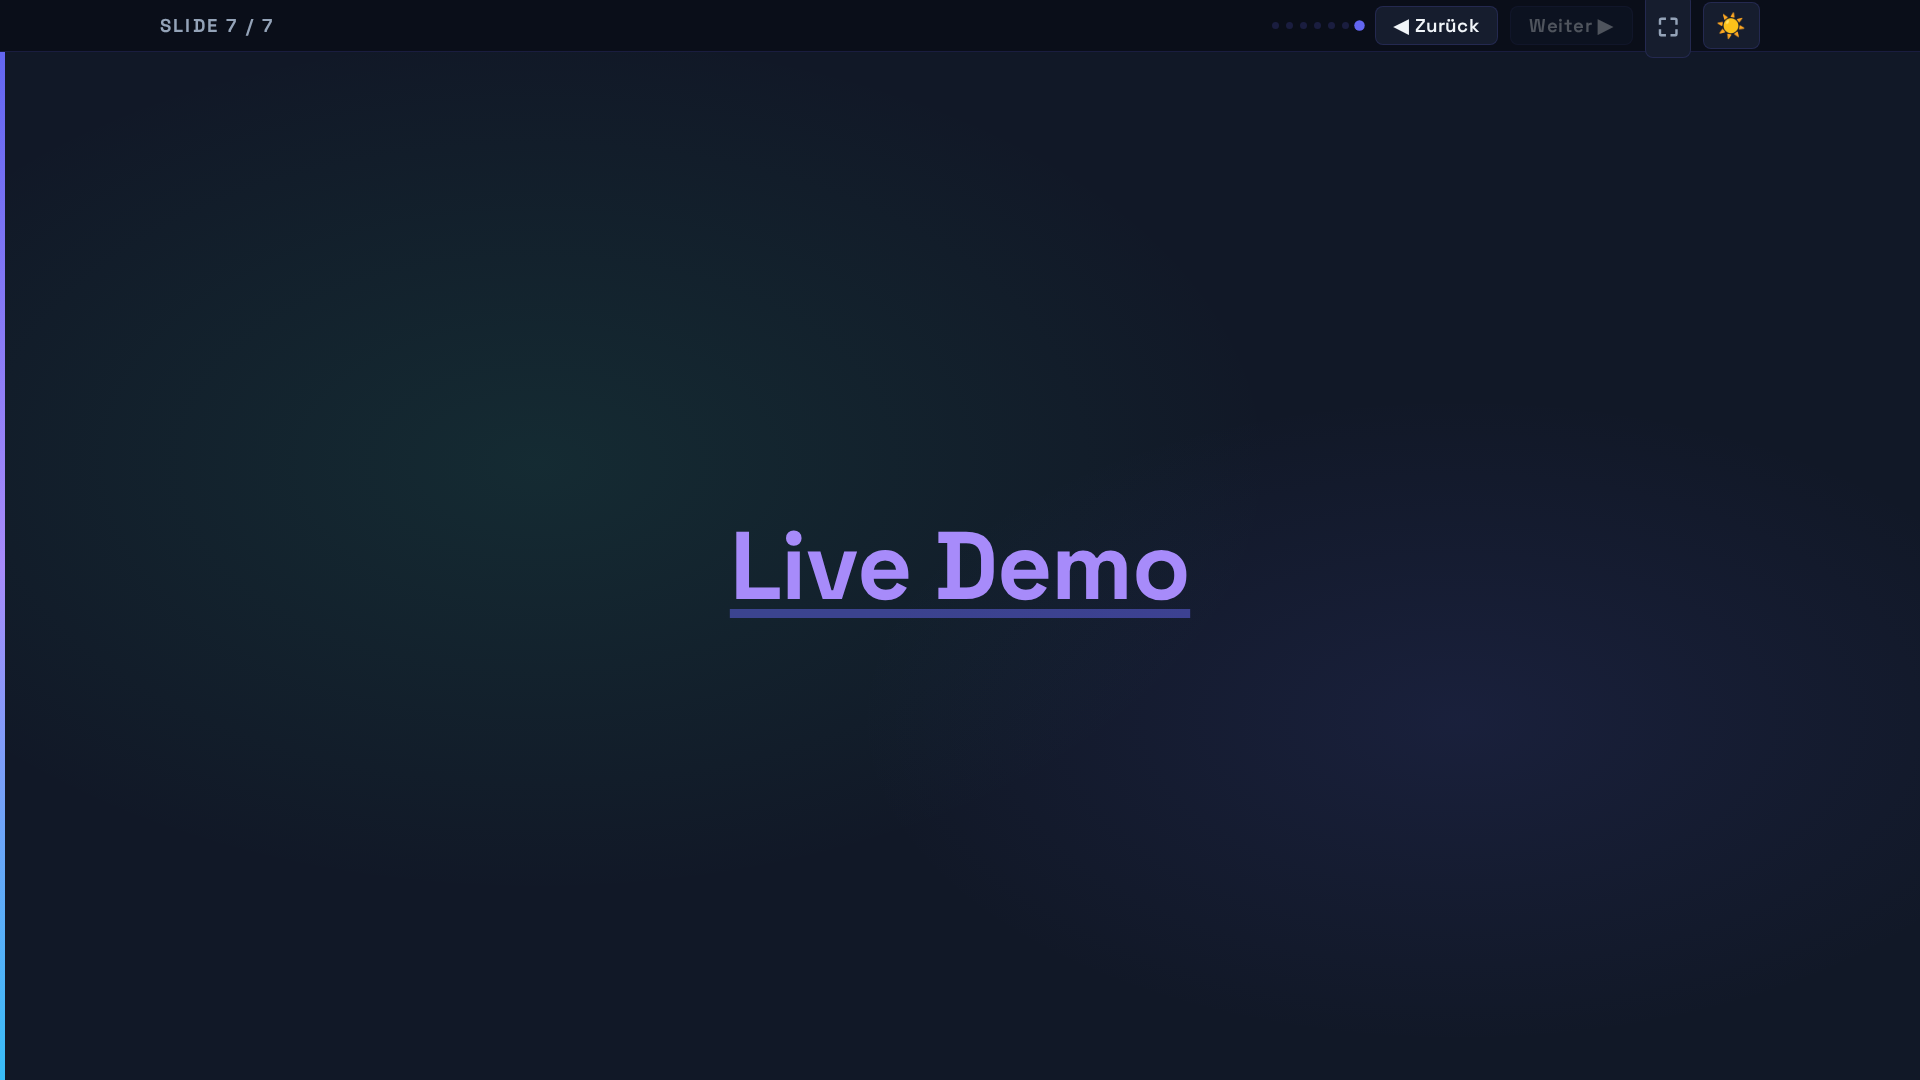 SLIDE 7 / 7
◀ Zurück
Weiter ▶
Live Demo